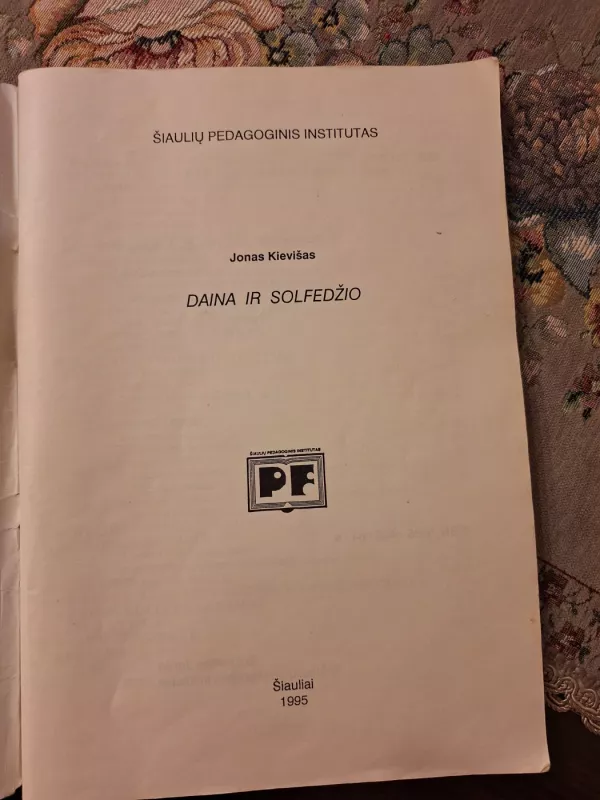 ŠIAULIŲ PEDAGOGINIS INSTITUTAS
Jonas Kievišas
DAINA IR SOLFEDŽIO
ŠIAULIŲ PEDAGOGINIS INSTITUTAS
PF
Šiauliai
1995